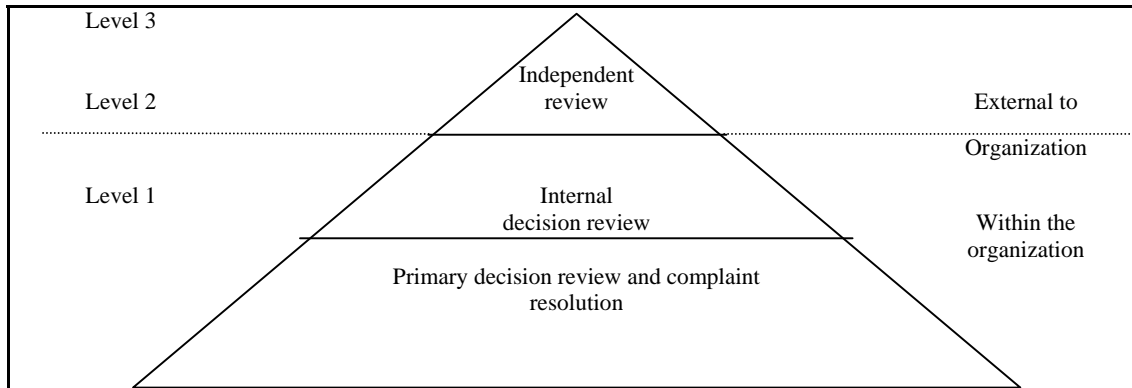 Level 3
Independent
review
Level 2
External to
Organization
Level 1
Internal
decision review
Within the
organization
Primary decision review and complaint
resolution